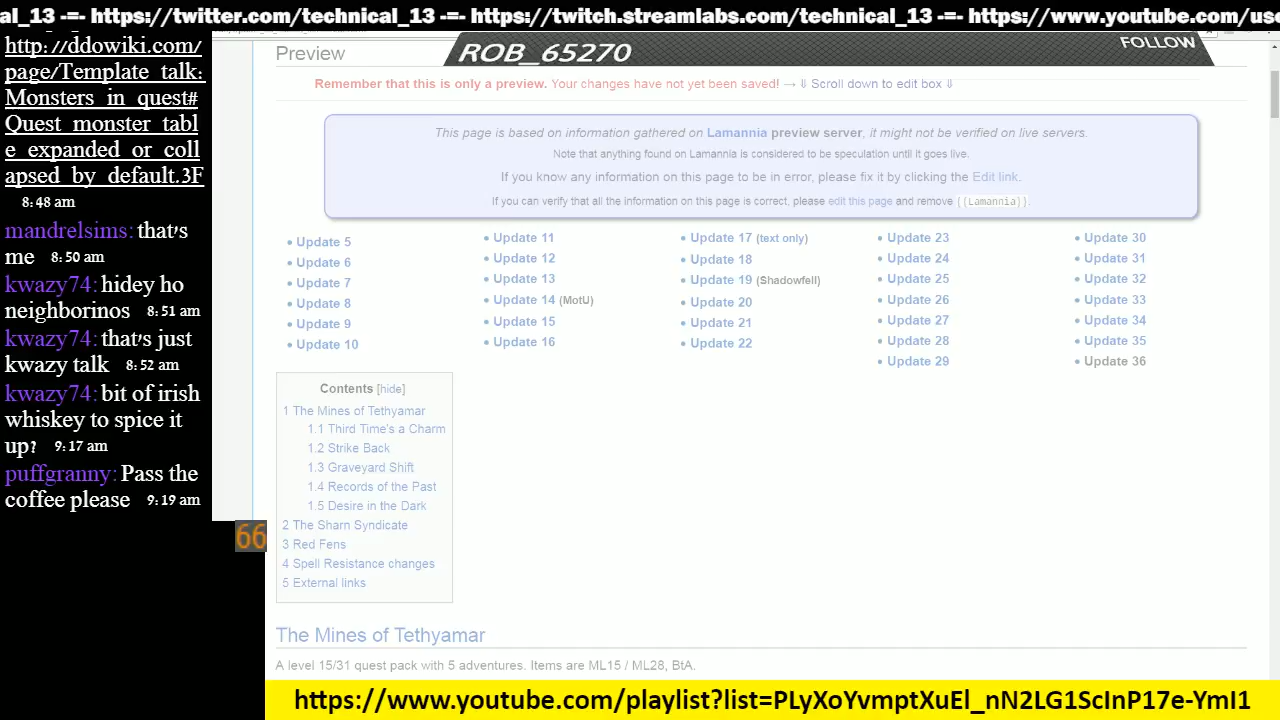 al_13 -=- https://twitter.com/technical_13 -=- https://twitch.streamlabs.com/technical_13 -=- https://www.youtube.com/use
http://ddowiki.com/
page/Template_talk:
Monsters_in_quest#
Quest_monster_tabl
e_expanded_or_coll
apsed_by_default.3F
8:48 am
mandrelsims: that's
me 8:50 am
kwazy74: hidey ho
neighborinos 8:51 am
kwazy74: that's just
kwazy talk 8:52 am
kwazy74: bit of irish
whiskey to spice it
up? 9:17 am
puffgranny: Pass the
coffee please 9:19 am
66
ROB_65270
FOLLOW
Preview
Remember that this is only a preview. Your changes have not yet been saved! → ⇩ Scroll down to edit box ⇩
This page is based on information gathered on Lamannia preview server, it might not be verified on live servers.
Note that anything found on Lamannia is considered to be speculation until it goes live.
If you know any information on this page to be in error, please fix it by clicking the Edit link.
If you can verify that all the information on this page is correct, please edit this page and remove {{Lamannia}}.
• Update 5
• Update 6
• Update 7
• Update 8
• Update 9
• Update 10
• Update 11
• Update 12
• Update 13
• Update 14 (MotU)
• Update 15
• Update 16
• Update 17 (text only)
• Update 18
• Update 19 (Shadowfell)
• Update 20
• Update 21
• Update 22
• Update 23
• Update 24
• Update 25
• Update 26
• Update 27
• Update 28
• Update 29
• Update 30
• Update 31
• Update 32
• Update 33
• Update 34
• Update 35
• Update 36
Contents [hide]
1 The Mines of Tethyamar
1.1 Third Time's a Charm
1.2 Strike Back
1.3 Graveyard Shift
1.4 Records of the Past
1.5 Desire in the Dark
2 The Sharn Syndicate
3 Red Fens
4 Spell Resistance changes
5 External links
The Mines of Tethyamar
A level 15/31 quest pack with 5 adventures. Items are ML15 / ML28, BtA.
https://www.youtube.com/playlist?list=PLyXoYvmptXuEl_nN2LG1ScInP17e-YmI1